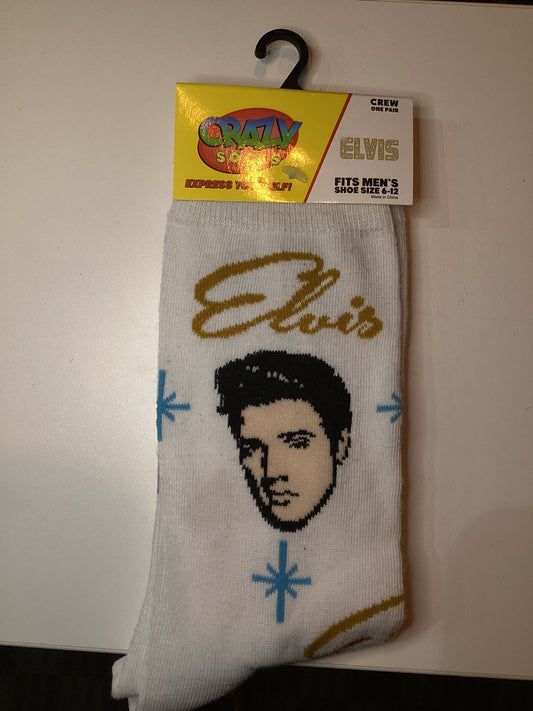 CRAZY
SOCKS
EXPRESS YOURSELF!
CREW
ONE PAIR
ELVIS
FITS MEN'S
SHOE SIZE 6-12
Made in China
Elvis